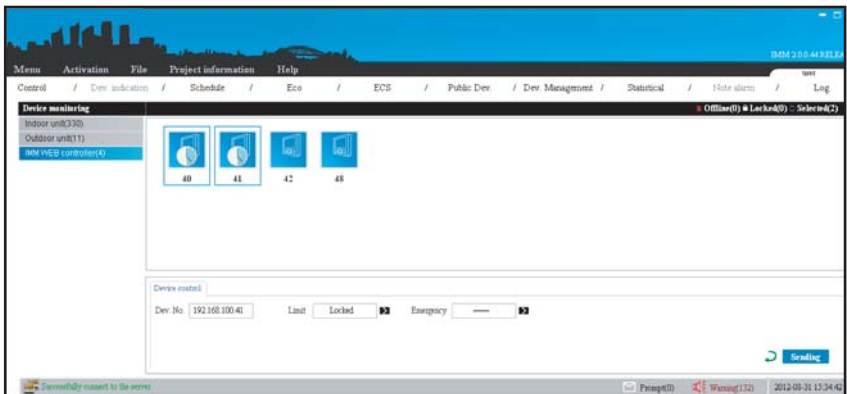 IMM 2.0.0.44 RELEA
Menu Activation File Project information Help
Control / Dev. indication / Schedule / Eco / ECS / Public Dev. / Dev. Management / Statistical / Note alarm / Log
Device monitoring Offline(0) Locked(0) Selected(2)
Indoor unit(330)
Outdoor unit(11)
IMM WEB controller(4)
40 41 42 48
Device control
Dev. No. 192.168.100.41 Limit Locked Emergency ——
Sending
Successfully connect to the server Prompt(0) Warning(132) 2012-08-31 15:34:42